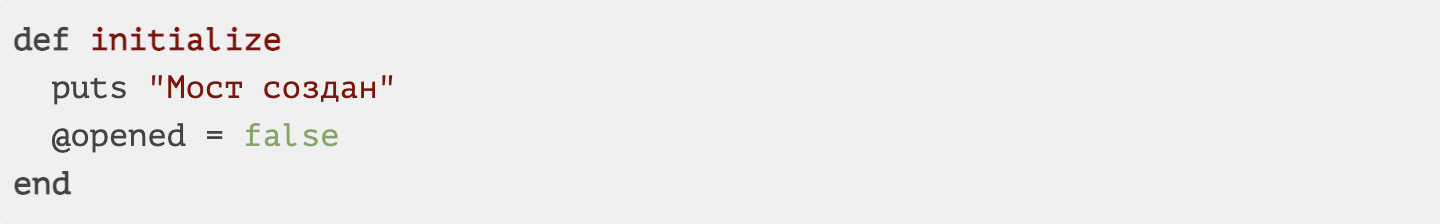 def initialize
  puts "Мост создан"
  @opened = false
end